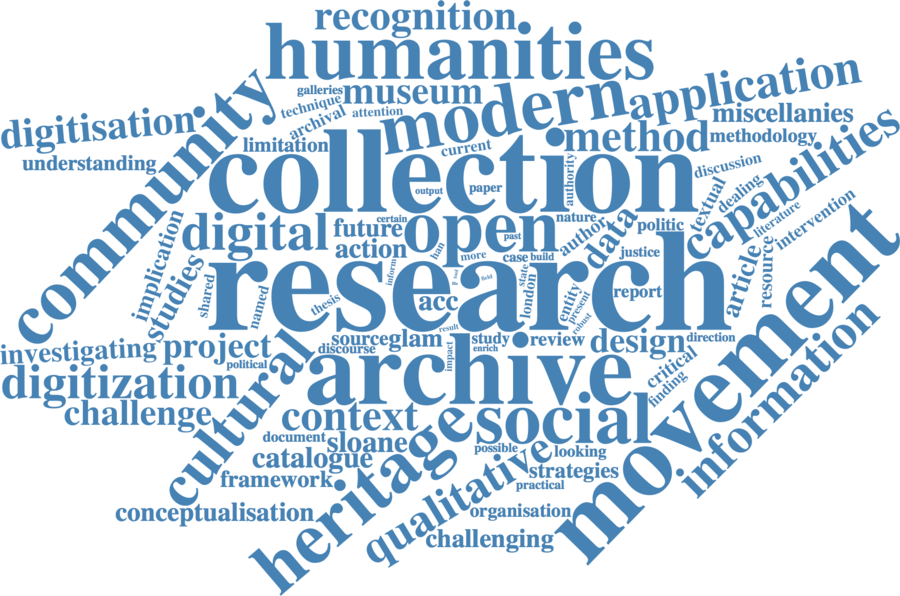 recognition
humanities
galleries
museum
modern
application
technique
archival
attention
miscellanies
digitisation
community
limitation
current
method
methodology
understanding
collection
authority
discussion
capabilities
output
paper
textual
dealing
literature
intervention
digital
future
certain
open
past
nature
author
data
politic
action
han
more
case
build
justice
implication
studies
shared
named
thesis
research
inform
field
acc
state
london
entity
present
robust
report
article
resource
movement
investigating
project
source
glam
result
study
review
design
direction
discourse
impact
enrich
political
cultural
archive
critical
finding
information
digitization
challenge
context
heritage
social
document
sloane
possible
looking
catalogue
qualitative
strategies
framework
practical
conceptualisation
organisation
challenging